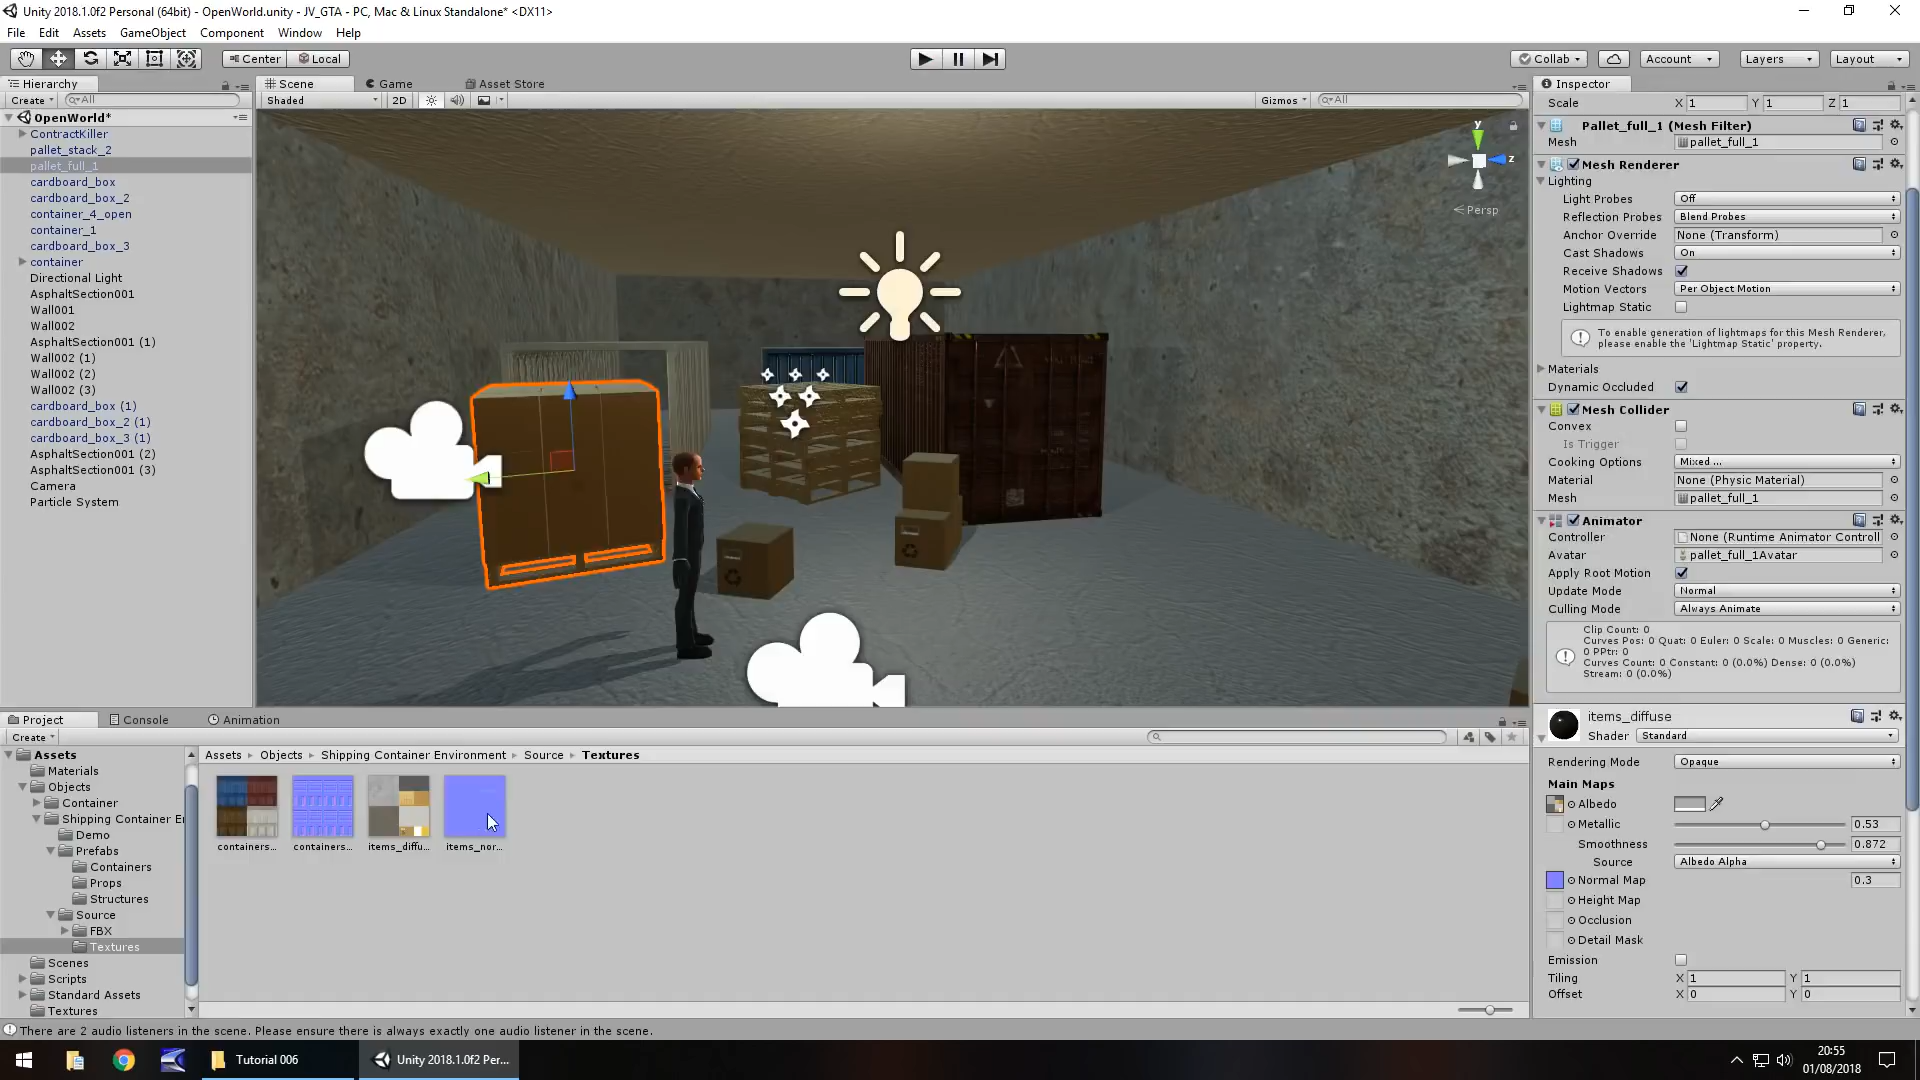 Unity 2018.1.0f2 Personal (64bit) - OpenWorld.unity - JV_GTA - PC, Mac & Linux Standalone* <DX11>
File Edit Assets GameObject Component Window Help
Center Local Collab Account Layers Layout
Hierarchy
Create All
OpenWorld*
ContractKiller
pallet_stack_2
pallet_full_1
cardboard_box
cardboard_box_2
container_4_open
container_1
cardboard_box_3
container
Directional Light
AsphaltSection001
Wall001
Wall002
AsphaltSection001 (1)
Wall002 (1)
Wall002 (2)
Wall002 (3)
cardboard_box (1)
cardboard_box_2 (1)
cardboard_box_3 (1)
AsphaltSection001 (2)
AsphaltSection001 (3)
Camera
Particle System
Scene Game Asset Store
Shaded 2D Gizmos All
y
z
Persp
Inspector
Scale X 1 Y 1 Z 1
Pallet_full_1 (Mesh Filter)
Mesh pallet_full_1
Mesh Renderer
Lighting
Light Probes Off
Reflection Probes Blend Probes
Anchor Override None (Transform)
Cast Shadows On
Receive Shadows
Motion Vectors Per Object Motion
Lightmap Static
To enable generation of lightmaps for this Mesh Renderer,
please enable the 'Lightmap Static' property.
Materials
Dynamic Occluded
Mesh Collider
Convex
Is Trigger
Cooking Options Mixed ...
Material None (Physic Material)
Mesh pallet_full_1
Animator
Controller None (Runtime Animator Controll
Avatar pallet_full_1Avatar
Apply Root Motion
Update Mode Normal
Culling Mode Always Animate
Clip Count: 0
Curves Pos: 0 Quat: 0 Euler: 0 Scale: 0 Muscles: 0 Generic:
0 PPtr: 0
Curves Count: 0 Constant: 0 (0.0%) Dense: 0 (0.0%)
Stream: 0 (0.0%)
items_diffuse
Shader Standard
Rendering Mode Opaque
Main Maps
Albedo
Metallic 0.53
Smoothness 0.872
Source Albedo Alpha
Normal Map 0.3
Height Map
Occlusion
Detail Mask
Emission
Tiling X 1 Y 1
Offset X 0 Y 0
Project Console Animation
Create
Assets
Materials
Objects
Container
Shipping Container Er
Demo
Prefabs
Containers
Props
Structures
Source
FBX
Textures
Scenes
Scripts
Standard Assets
Textures
Assets Objects Shipping Container Environment Source Textures
containers... containers... items_diffu... items_nor...
There are 2 audio listeners in the scene. Please ensure there is always exactly one audio listener in the scene.
Tutorial 006
Unity 2018.1.0f2 Per...
20:55
01/08/2018